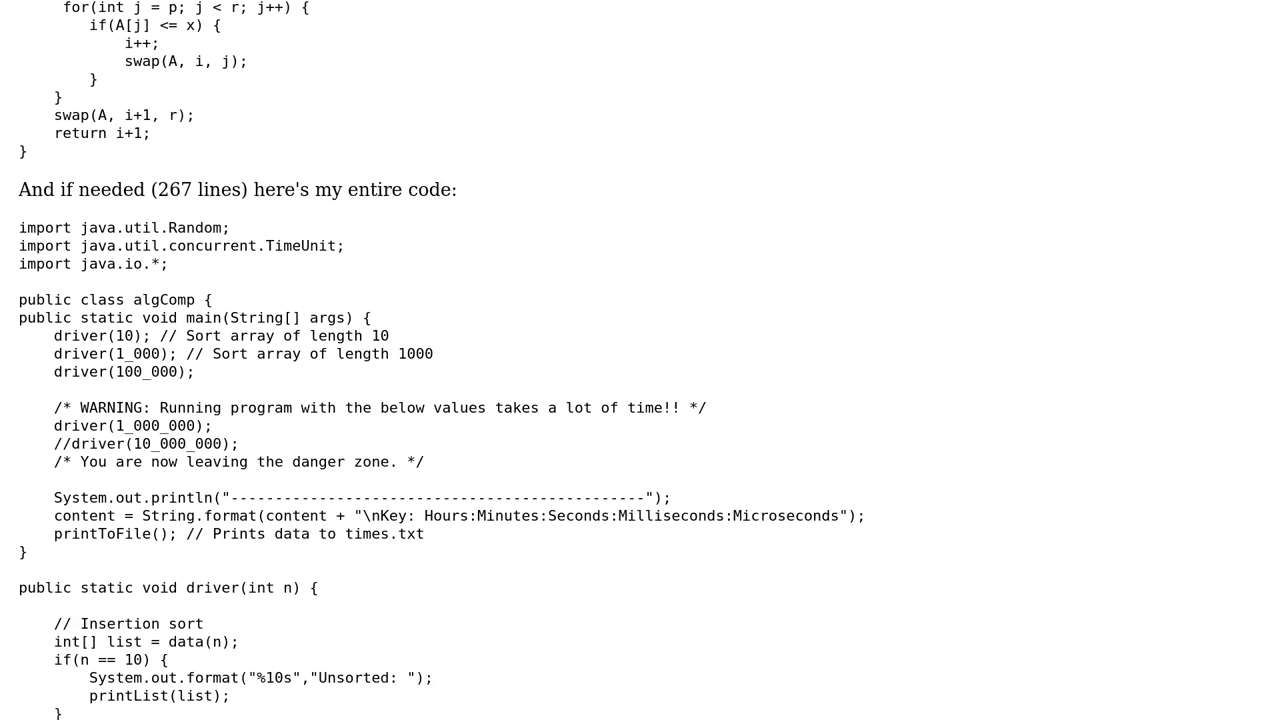 for(int j = p; j < r; j++) {
if(A[j] <= x) {
i++;
swap(A, i, j);
}
}
swap(A, i+1, r);
return i+1;
}
And if needed (267 lines) here's my entire code:
import java.util.Random;
import java.util.concurrent.TimeUnit;
import java.io.*;
public class algComp {
public static void main(String[] args) {
driver(10); // Sort array of length 10
driver(1_000); // Sort array of length 1000
driver(100_000);
/* WARNING: Running program with the below values takes a lot of time!! */
driver(1_000_000);
//driver(10_000_000);
/* You are now leaving the danger zone. */
System.out.println("-----------------------------------------------");
content = String.format(content + "\nKey: Hours:Minutes:Seconds:Milliseconds:Microseconds");
printToFile(); // Prints data to times.txt
}
public static void driver(int n) {
// Insertion sort
int[] list = data(n);
if(n == 10) {
System.out.format("%10s","Unsorted: ");
printList(list);
}